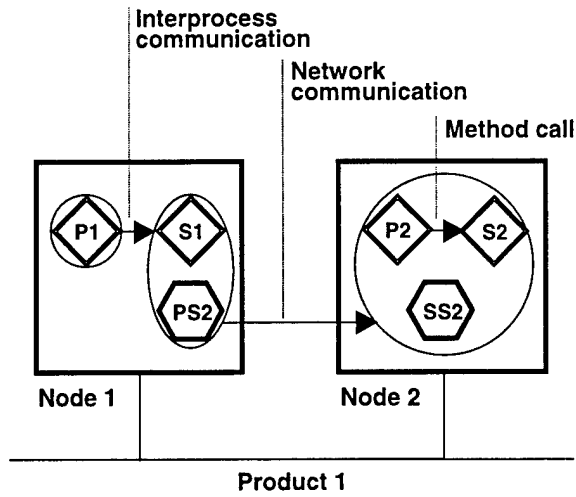 Interprocess
communication
Network
communication
Method call
P1
S1
P2
S2
PS2
SS2
Node 1
Node 2
Product 1